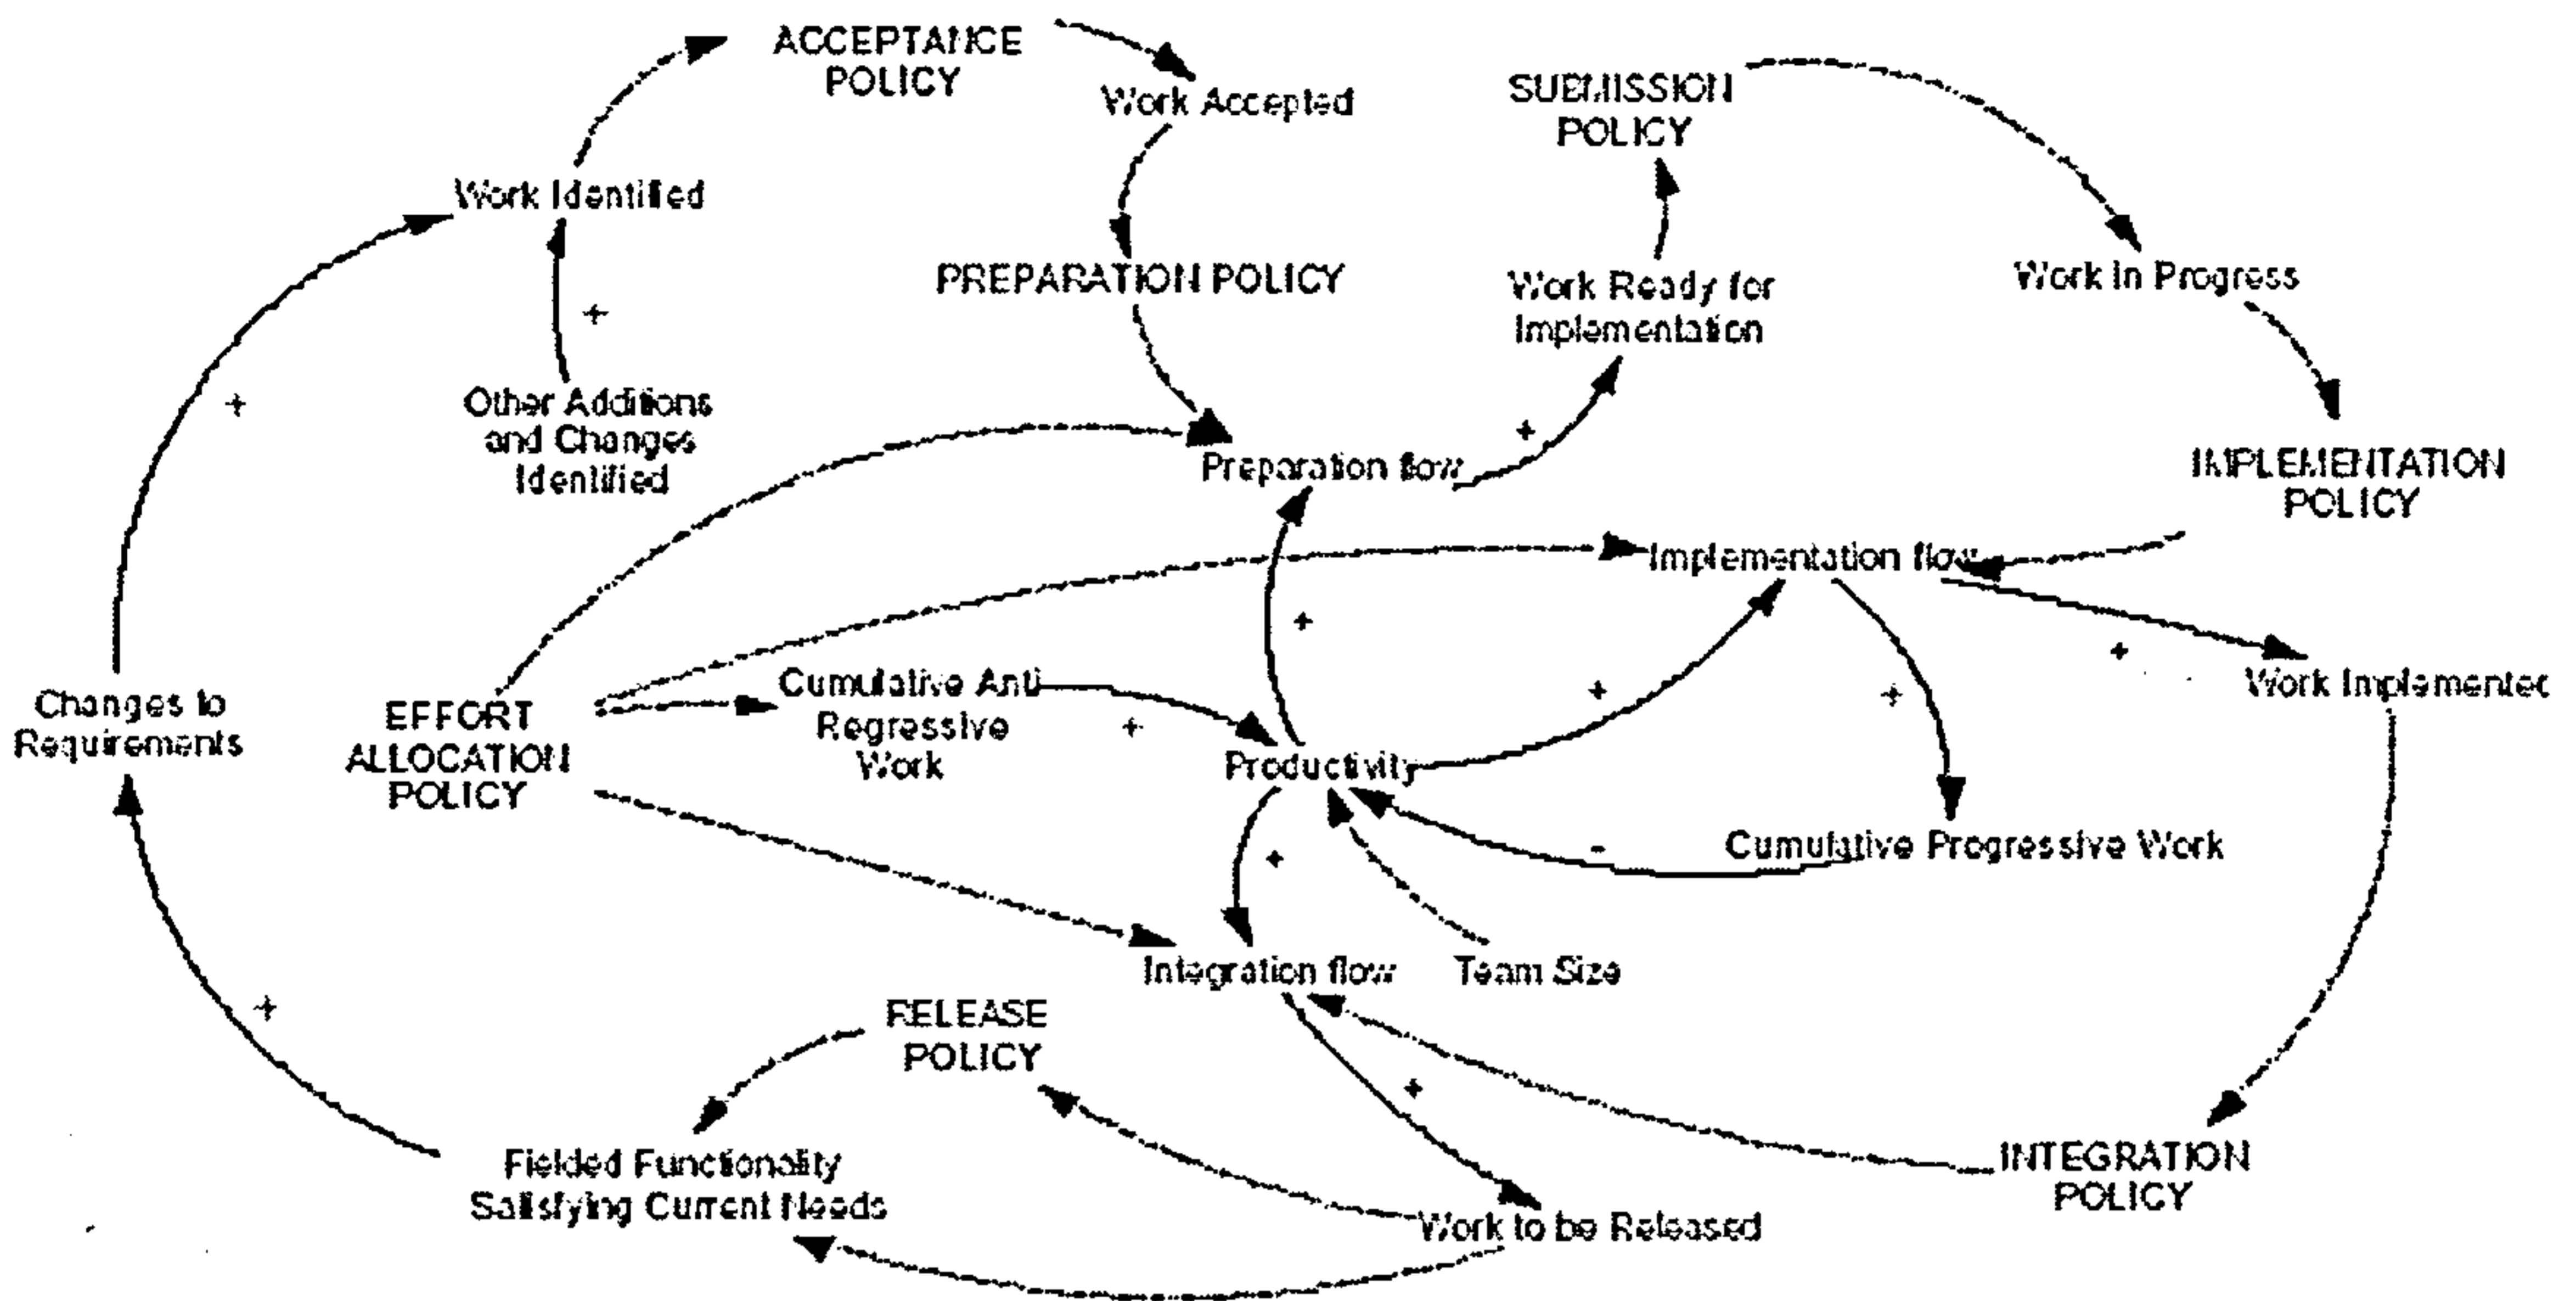 ACCEPTANCE
POLICY
Work Accepted
SUBMISSION
POLICY
Work Identified
Work In Progress
PREPARATION POLICY
Work Ready for
Implementation
+
+
Other Additions
and Changes
Identified
+
Preparation flow
IMPLEMENTATION
POLICY
Implementation flow
+
+
+
+
Changes to
Requirements
EFFORT
ALLOCATION
POLICY
Cumulative Anti
Regressive
Work
+
Work Implemented
Productivity
+
-
Cumulative Progressive Work
Integration flow
Team Size
+
RELEASE
POLICY
+
Fielded Functionality
Satisfying Current Needs
INTEGRATION
POLICY
Work to be Released